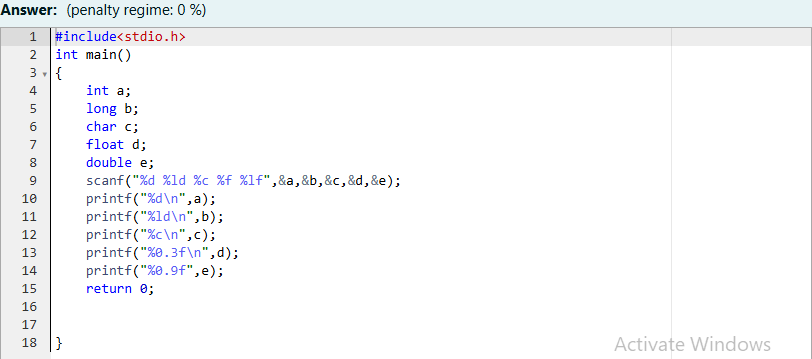 Answer: (penalty regime: 0 %)
1 #include<stdio.h>
2 int main()
3 {
4 int a;
5 long b;
6 char c;
7 float d;
8 double e;
9 scanf("%d %ld %c %f %lf",&a,&b,&c,&d,&e);
10 printf("%d\n",a);
11 printf("%ld\n",b);
12 printf("%c\n",c);
13 printf("%0.3f\n",d);
14 printf("%0.9f",e);
15 return 0;
16
17
18 }
Activate Windows